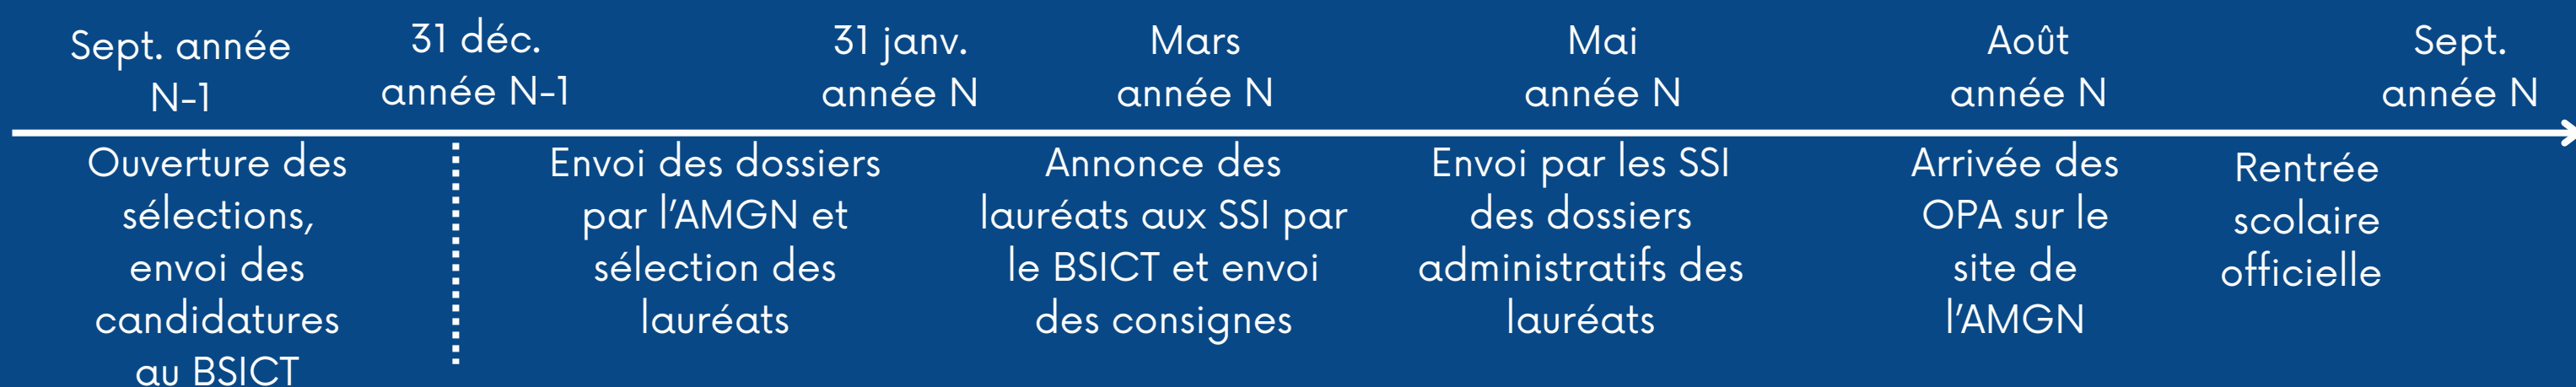 Sept. année
N-1
31 déc.
année N-1
31 janv.
année N
Mars
année N
Mai
année N
Août
année N
Sept.
année N
Ouverture des
sélections,
envoi des
candidatures
au BSICT
Envoi des dossiers
par l'AMGN et
sélection des
lauréats
Annonce des
lauréats aux SSI par
le BSICT et envoi
des consignes
Envoi par les SSI
des dossiers
administratifs des
lauréats
Arrivée des
OPA sur le
site de
l'AMGN
Rentrée
scolaire
officielle